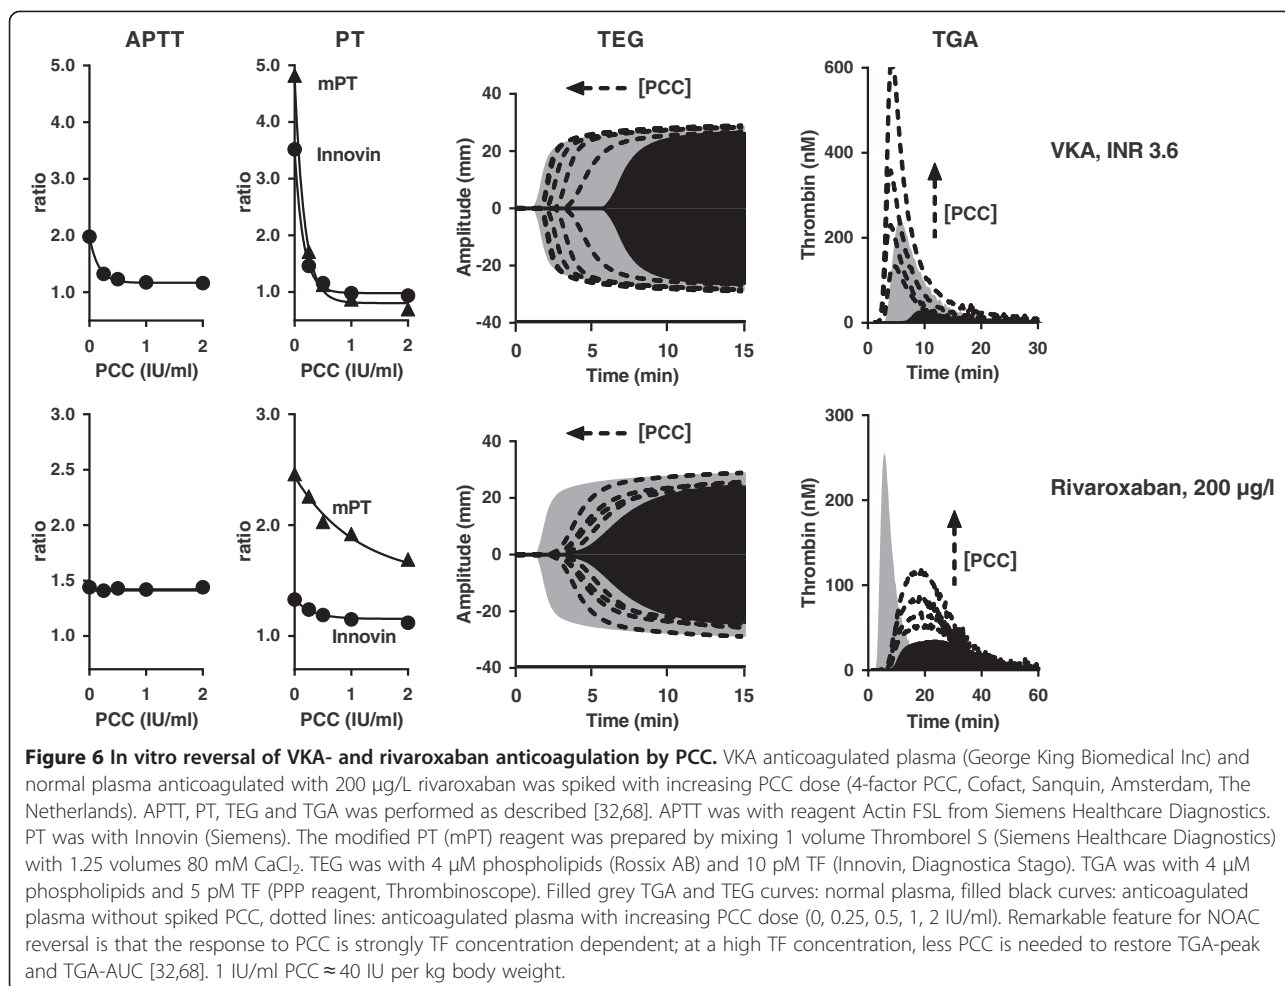 APTT PT TEG TGA
5.0
4.0
3.0
2.0
1.0
ratio
0 1 2
PCC (IU/ml)
5.0
4.0
3.0
2.0
1.0
ratio
mPT
Innovin
0 1 2
PCC (IU/ml)
40
20
0
-20
-40
Amplitude (mm)
[PCC]
0 5 10 15
Time (min)
600
400
200
0
Thrombin (nM)
[PCC]
0 10 20 30
Time (min)
VKA, INR 3.6
3.0
2.5
2.0
1.5
1.0
ratio
0 1 2
PCC (IU/ml)
3.0
2.5
2.0
1.5
1.0
ratio
mPT
Innovin
0 1 2
PCC (IU/ml)
40
20
0
-20
-40
Amplitude (mm)
[PCC]
0 5 10 15
Time (min)
300
200
100
0
Thrombin (nM)
[PCC]
0 20 40 60
Time (min)
Rivaroxaban, 200 µg/l
Figure 6 In vitro reversal of VKA- and rivaroxaban anticoagulation by PCC. VKA anticoagulated plasma (George King Biomedical Inc) and
normal plasma anticoagulated with 200 µg/L rivaroxaban was spiked with increasing PCC dose (4-factor PCC, Cofact, Sanquin, Amsterdam, The
Netherlands). APTT, PT, TEG and TGA was performed as described [32,68]. APTT was with reagent Actin FSL from Siemens Healthcare Diagnostics.
PT was with Innovin (Siemens). The modified PT (mPT) reagent was prepared by mixing 1 volume Thromborel S (Siemens Healthcare Diagnostics)
with 1.25 volumes 80 mM CaCl₂. TEG was with 4 µM phospholipids (Rossix AB) and 10 pM TF (Innovin, Diagnostica Stago). TGA was with 4 µM
phospholipids and 5 pM TF (PPP reagent, Thrombinoscope). Filled grey TGA and TEG curves: normal plasma, filled black curves: anticoagulated
plasma without spiked PCC, dotted lines: anticoagulated plasma with increasing PCC dose (0, 0.25, 0.5, 1, 2 IU/ml). Remarkable feature for NOAC
reversal is that the response to PCC is strongly TF concentration dependent; at a high TF concentration, less PCC is needed to restore TGA-peak
and TGA-AUC [32,68]. 1 IU/ml PCC ≈ 40 IU per kg body weight.